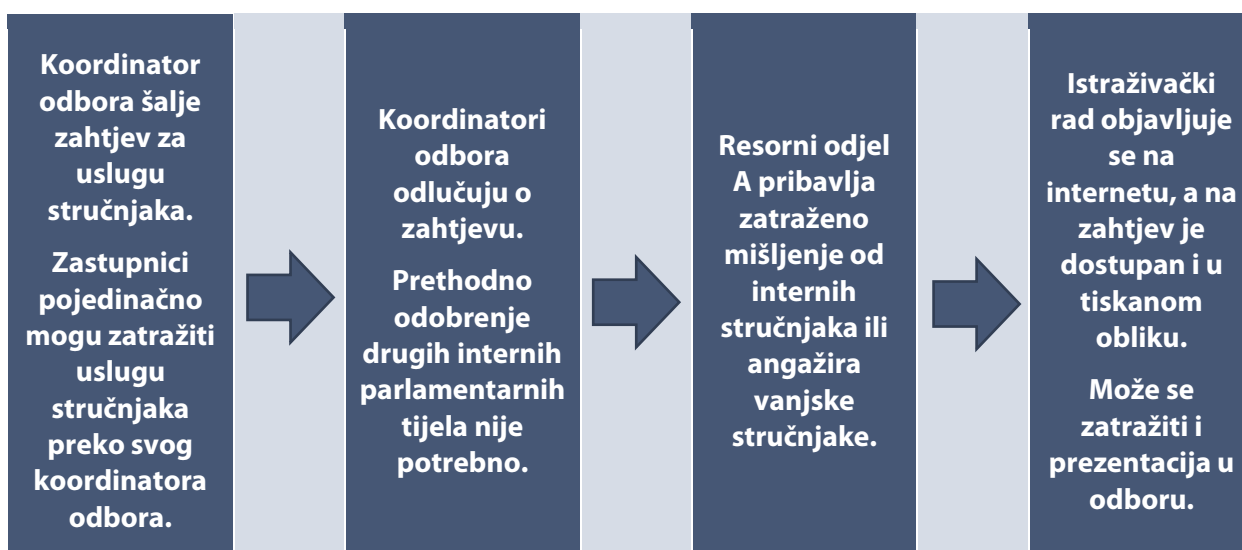 Koordinator
odbora šalje
zahtjev za
uslugu
stručnjaka.
Zastupnici
pojedinačno
mogu zatražiti
uslugu
stručnjaka
preko svog
koordinatora
odbora.
Koordinatori
odbora
odlučuju o
zahtjevu.
Prethodno
odobrenje
drugih internih
parlamentarnih
tijela nije
potrebno.
Resorni odjel
A pribavlja
zatraženo
mišljenje od
internih
stručnjaka ili
angažira
vanjske
stručnjake.
Istraživački
rad objavljuje
se na
internetu, a na
zahtjev je
dostupan i u
tiskanom
obliku.
Može se
zatražiti i
prezentacija u
odboru.